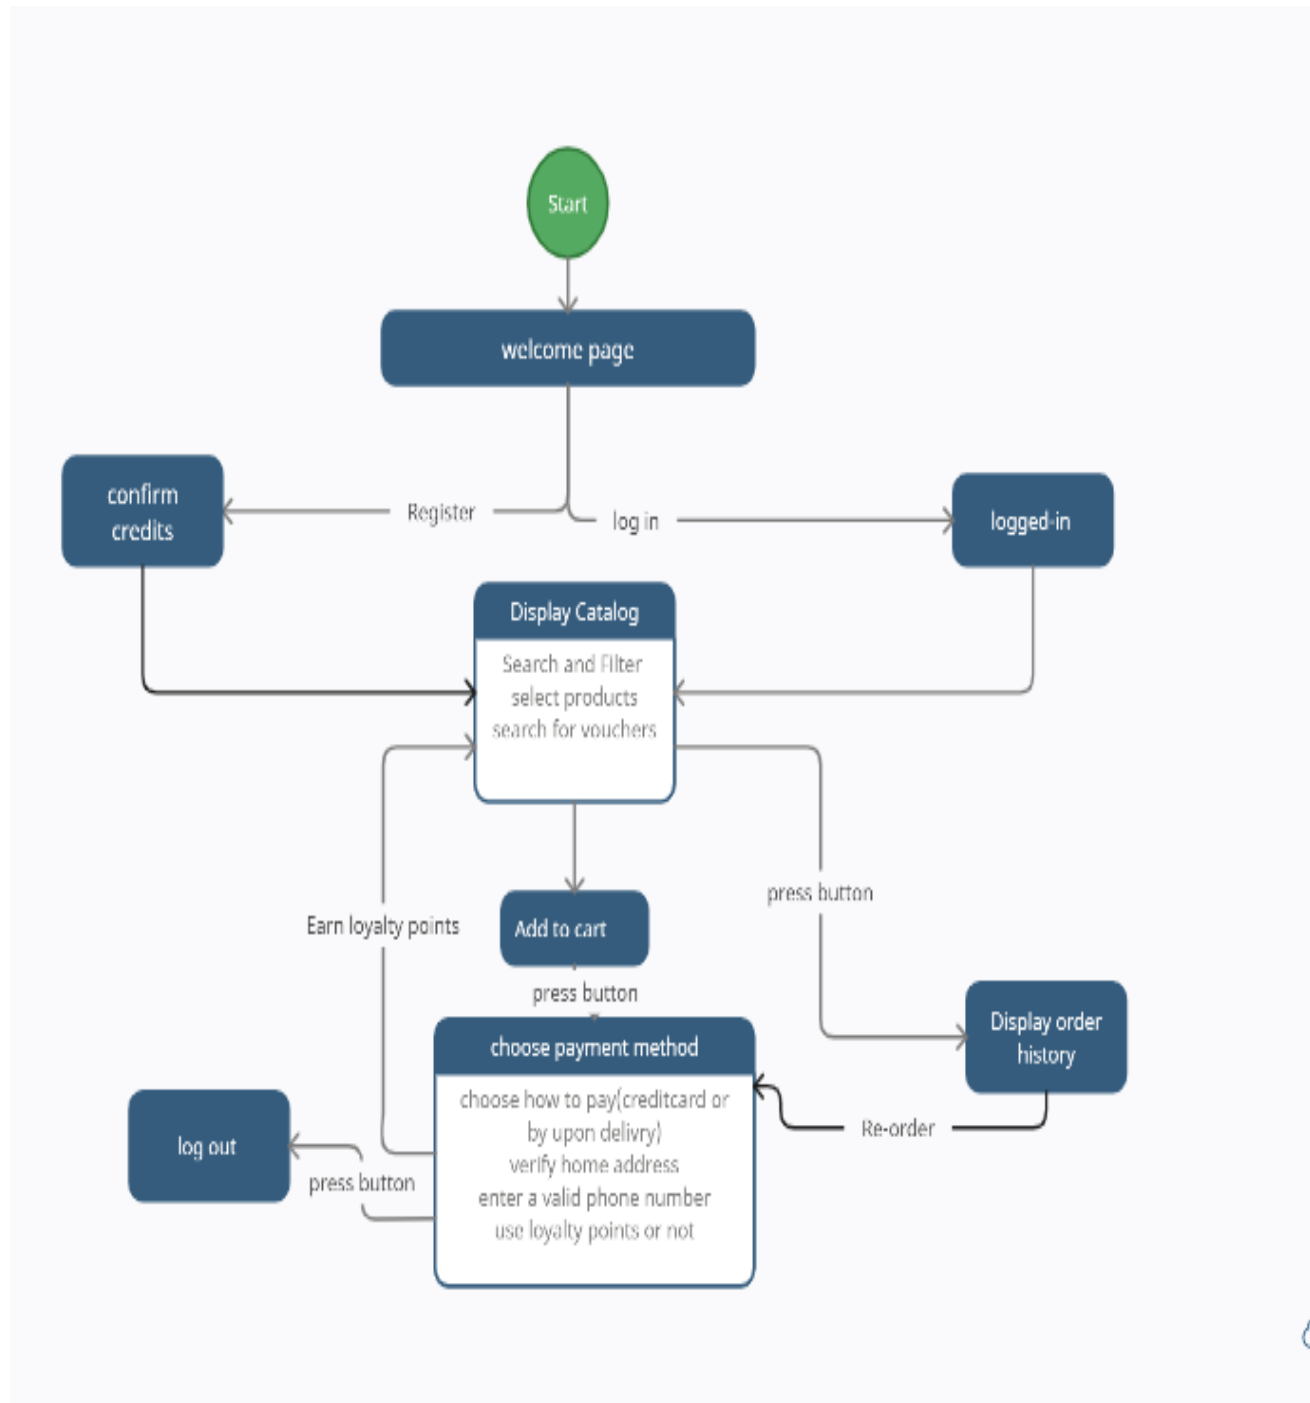 Start
welcome page
confirm
credits
Register
log in
logged-in
Display Catalog
Search and Filter
select products
search for vouchers
press button
Earn loyalty points
Add to cart
press button
Display order
history
choose payment method
choose how to pay(creditcard or
by upon delivry)
verify home address
enter a valid phone number
use loyalty points or not
Re-order
log out
press button